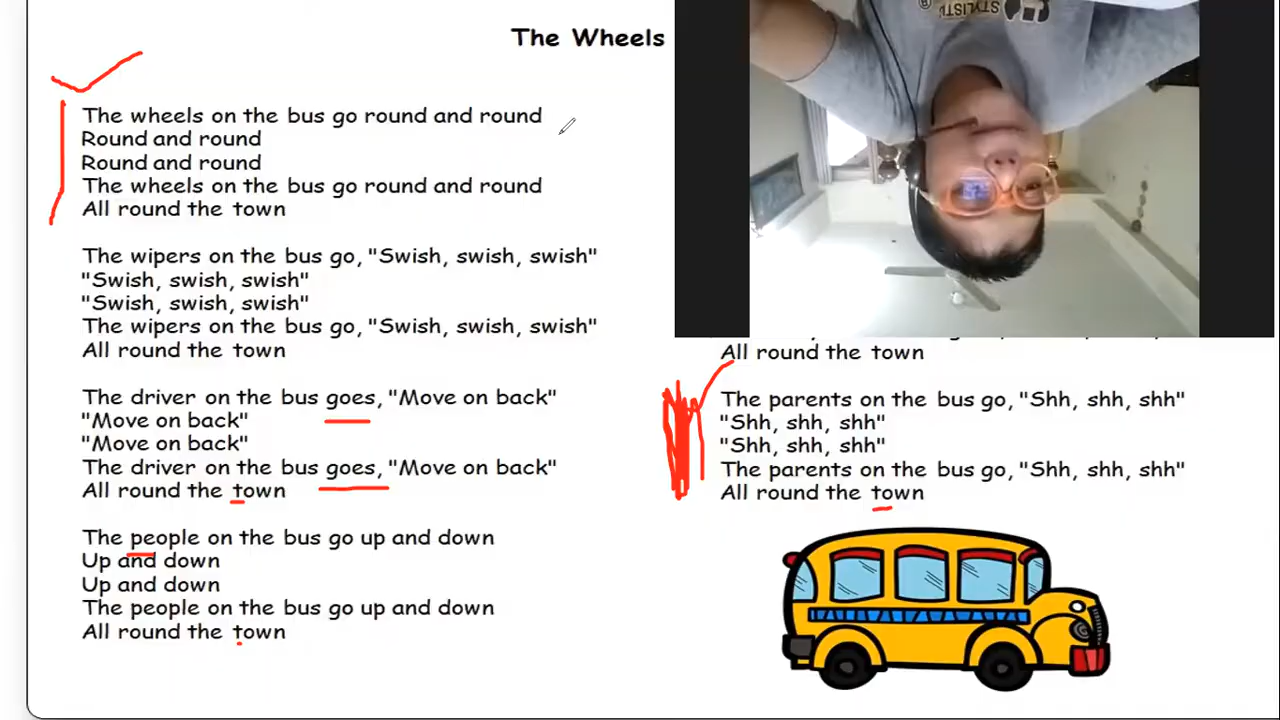 The Wheels
The wheels on the bus go round and round
Round and round
Round and round
The wheels on the bus go round and round
All round the town
The wipers on the bus go, "Swish, swish, swish"
"Swish, swish, swish"
"Swish, swish, swish"
The wipers on the bus go, "Swish, swish, swish"
All round the town
The driver on the bus goes, "Move on back"
"Move on back"
"Move on back"
The driver on the bus goes, "Move on back"
All round the town
The people on the bus go up and down
Up and down
Up and down
The people on the bus go up and down
All round the town
All round the town
The parents on the bus go, "Shh, shh, shh"
"Shh, shh, shh"
"Shh, shh, shh"
The parents on the bus go, "Shh, shh, shh"
All round the town